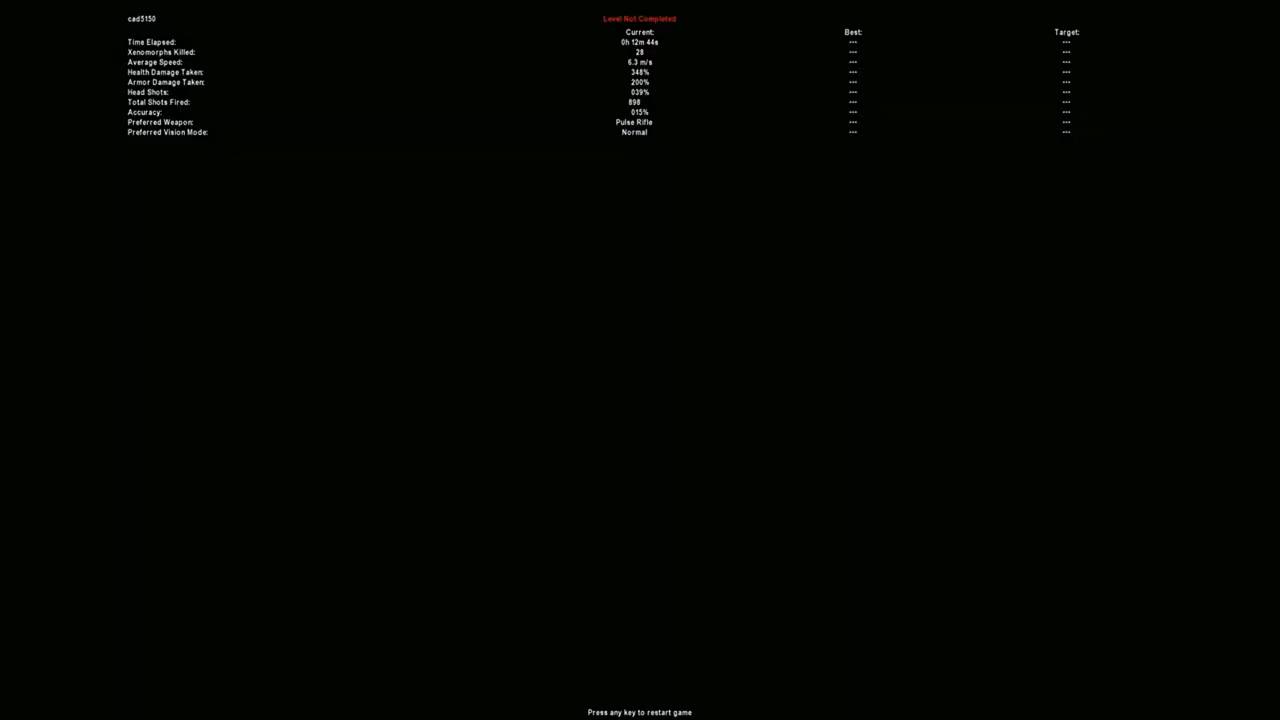 cad5150 Level Not Completed
Current: Best: Target:
Time Elapsed: 0h 12m 44s --- ---
Xenomorphs Killed: 28 --- ---
Average Speed: 6.3 m/s --- ---
Health Damage Taken: 348% --- ---
Armor Damage Taken: 200% --- ---
Head Shots: 039% --- ---
Total Shots Fired: 898 --- ---
Accuracy: 015% --- ---
Preferred Weapon: Pulse Rifle --- ---
Preferred Vision Mode: Normal --- ---
Press any key to restart game